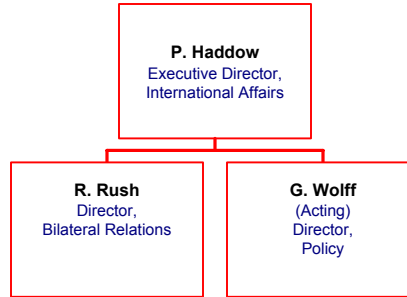 P. Haddow
Executive Director,
International Affairs
R. Rush
Director,
Bilateral Relations
G. Wolff
(Acting)
Director,
Policy